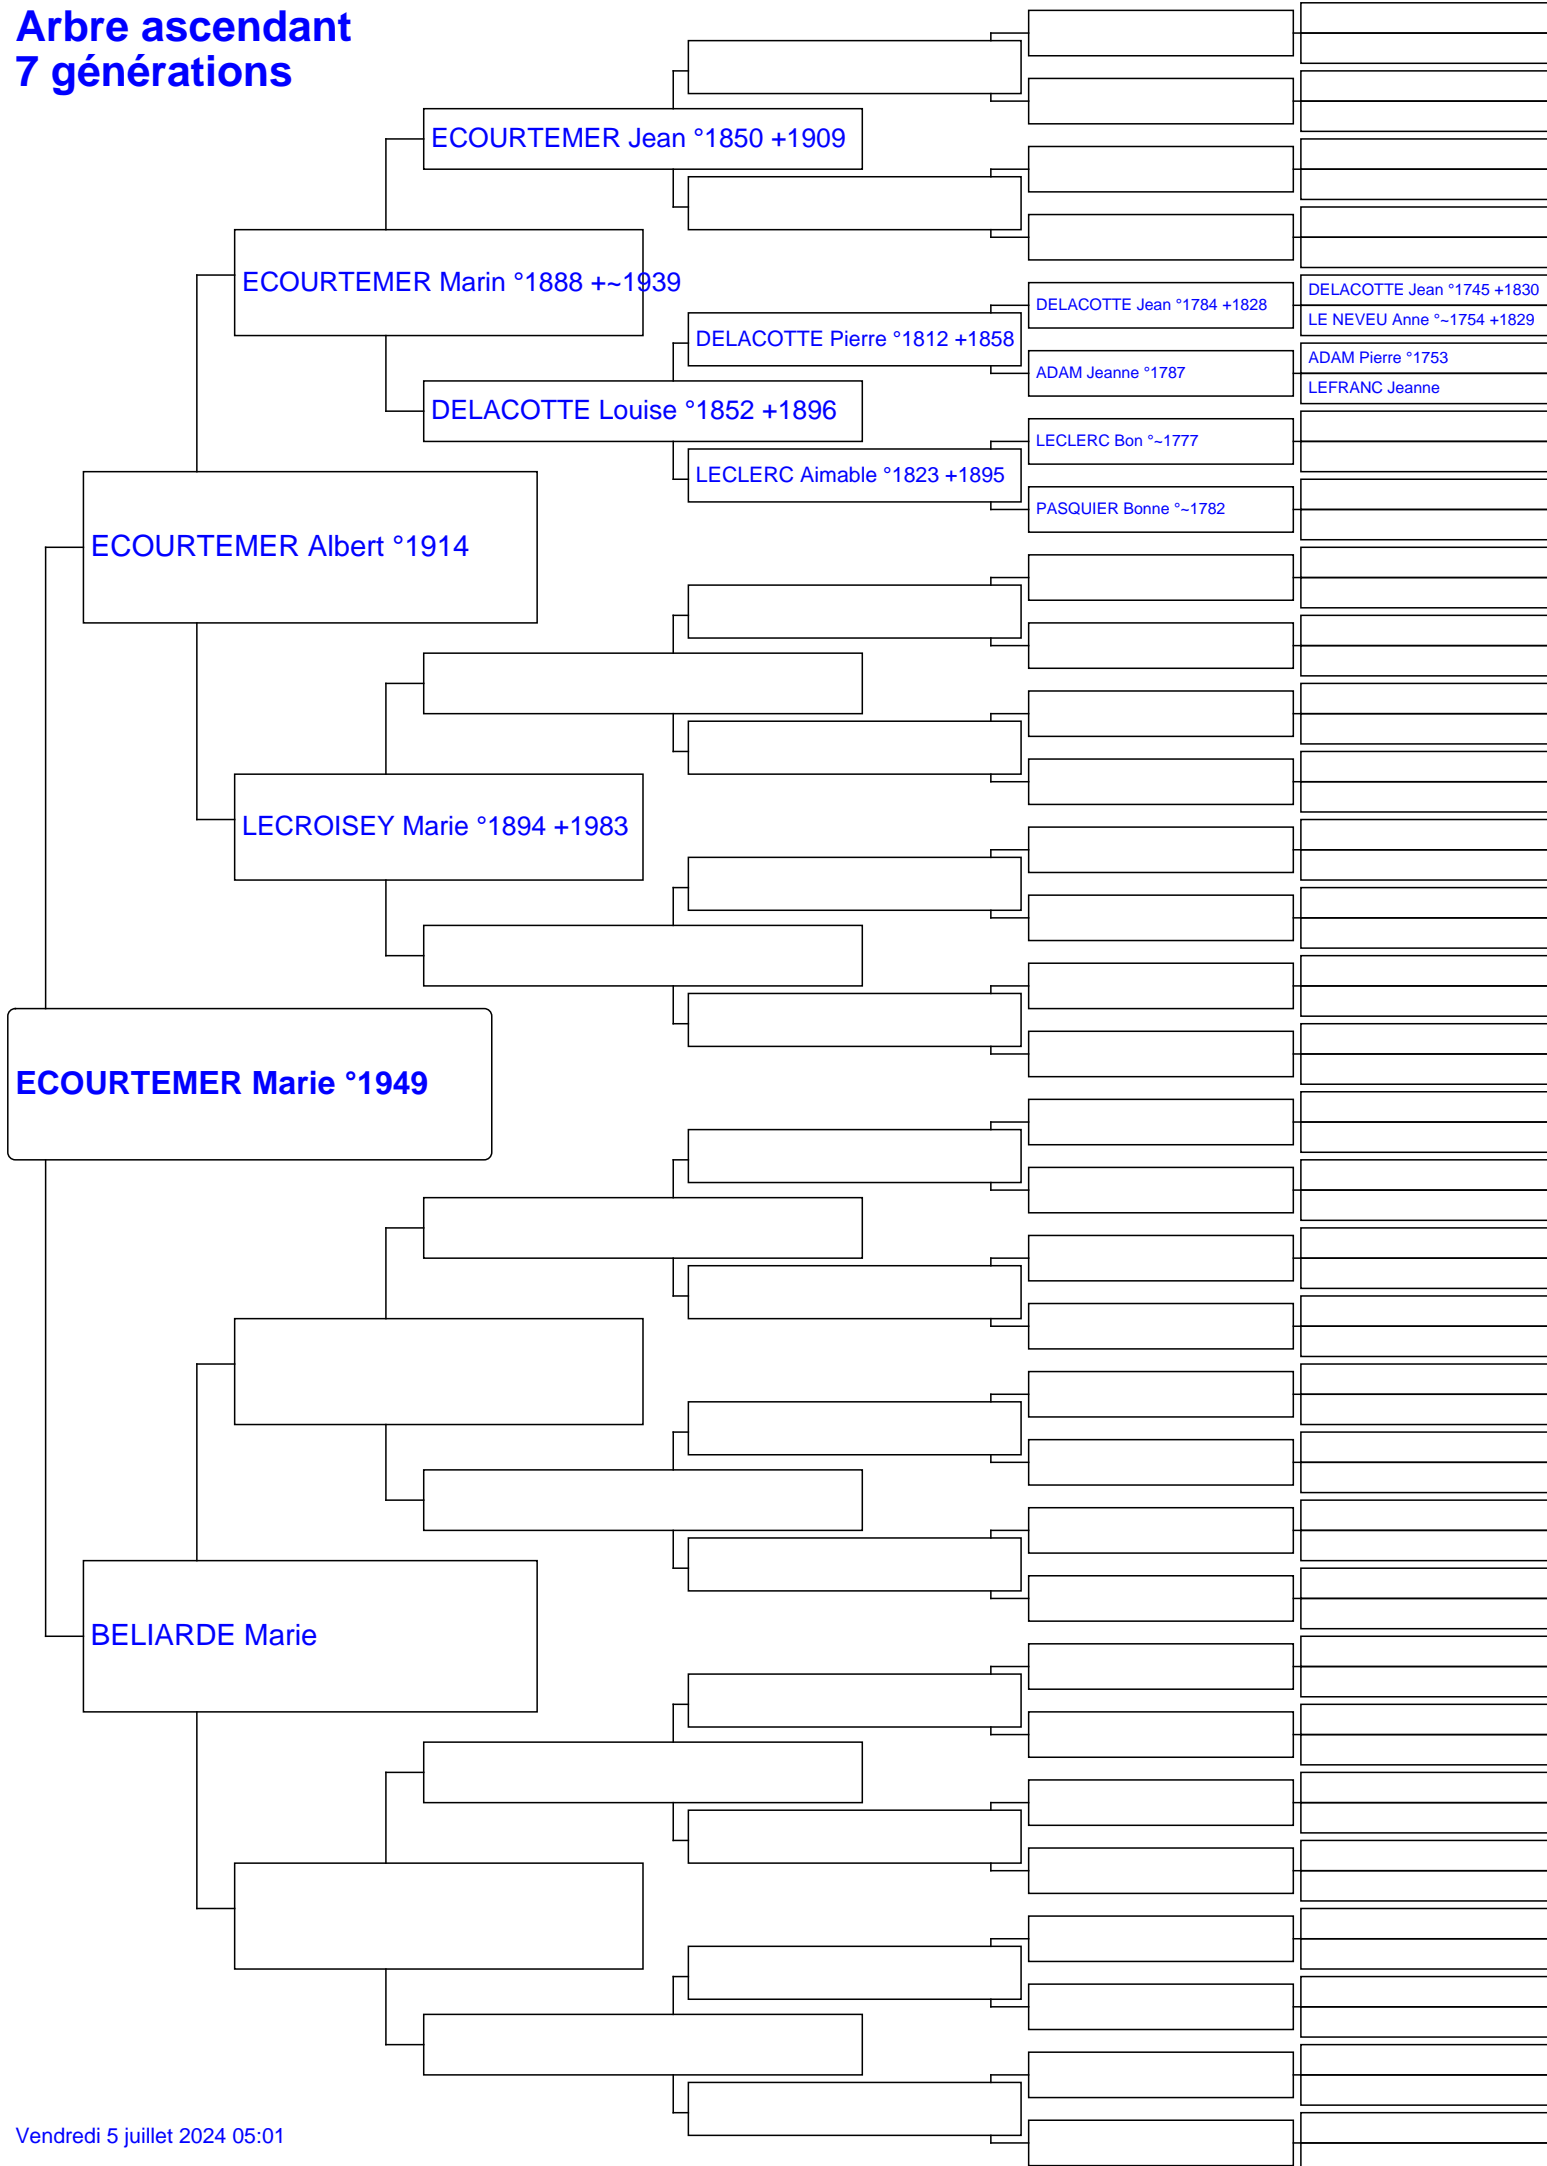 Arbre ascendant
7 générations
ECOURTEMER Jean °1850 +1909
ECOURTEMER Marin °1888 +~1939
DELACOTTE Jean °1745 +1830
DELACOTTE Jean °1784 +1828
LE NEVEU Anne °~1754 +1829
DELACOTTE Pierre °1812 +1858
ADAM Pierre °1753
ADAM Jeanne °1787
LEFRANC Jeanne
DELACOTTE Louise °1852 +1896
LECLERC Bon °~1777
LECLERC Aimable °1823 +1895
PASQUIER Bonne °~1782
ECOURTEMER Albert °1914
LECROISEY Marie °1894 +1983
ECOURTEMER Marie °1949
BELIARDE Marie
Vendredi 5 juillet 2024 05:01